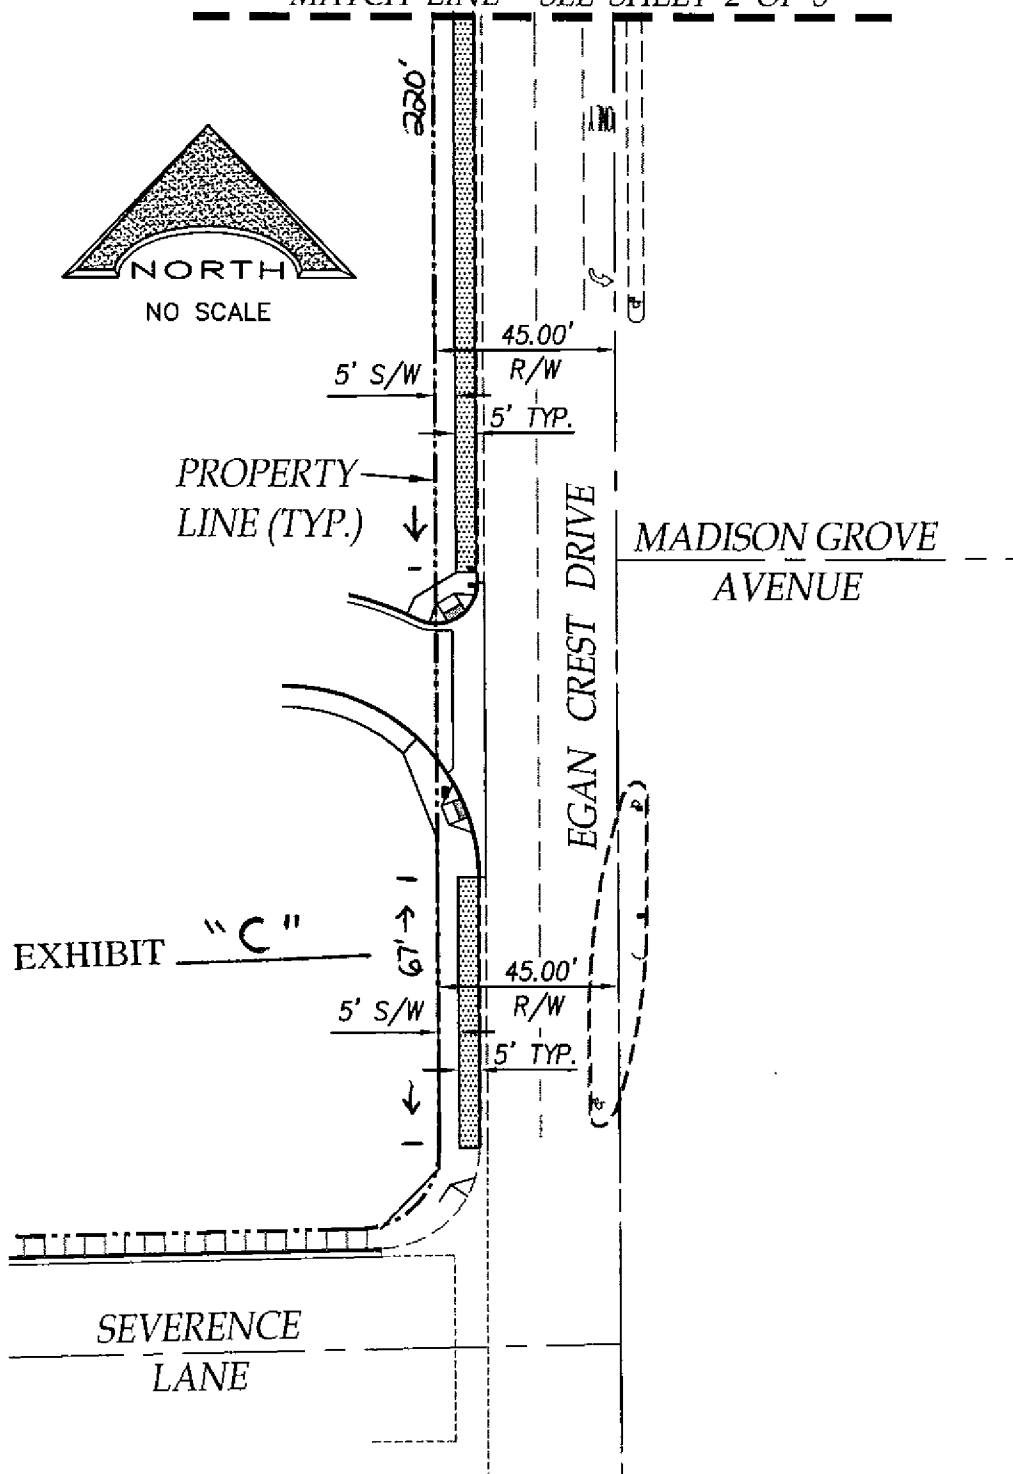 MATCH LINE - SEE SHEET 2 OF 3
220'
ONLY
NORTH
NO SCALE
45.00'
R/W
5' S/W
5' TYP.
PROPERTY
LINE (TYP.)
EGAN CREST DRIVE
MADISON GROVE
AVENUE
EXHIBIT "C"
67'
45.00'
R/W
5' S/W
5' TYP.
SEVERENCE
LANE